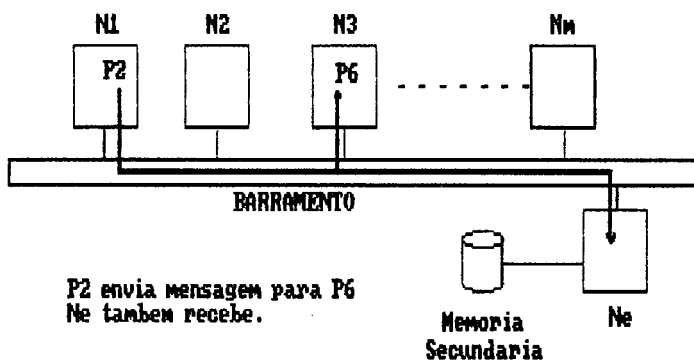 N1 N2 N3 Nm
P2 P6
BARRAMENTO
P2 envia mensagem para P6
Ne tambem recebe.
Memoria Ne
Secundaria